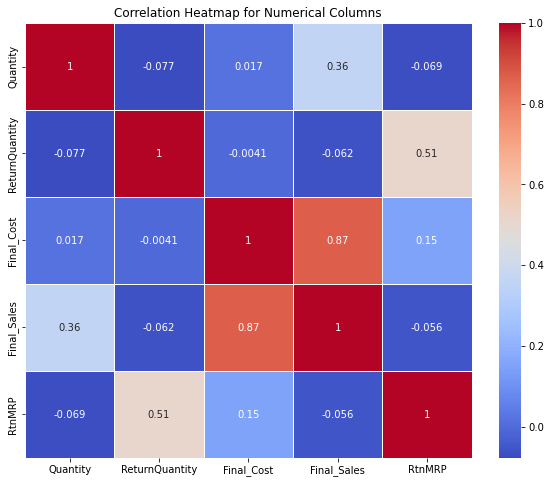 Correlation Heatmap for Numerical Columns
Quantity
1
-0.077
0.017
0.36
-0.069
ReturnQuantity
-0.077
1
-0.0041
-0.062
0.51
Final_Cost
0.017
-0.0041
1
0.87
0.15
Final_Sales
0.36
-0.062
0.87
1
-0.056
RtnMRP
-0.069
0.51
0.15
-0.056
1
Quantity
ReturnQuantity
Final_Cost
Final_Sales
RtnMRP
1.0
0.8
0.6
0.4
0.2
0.0